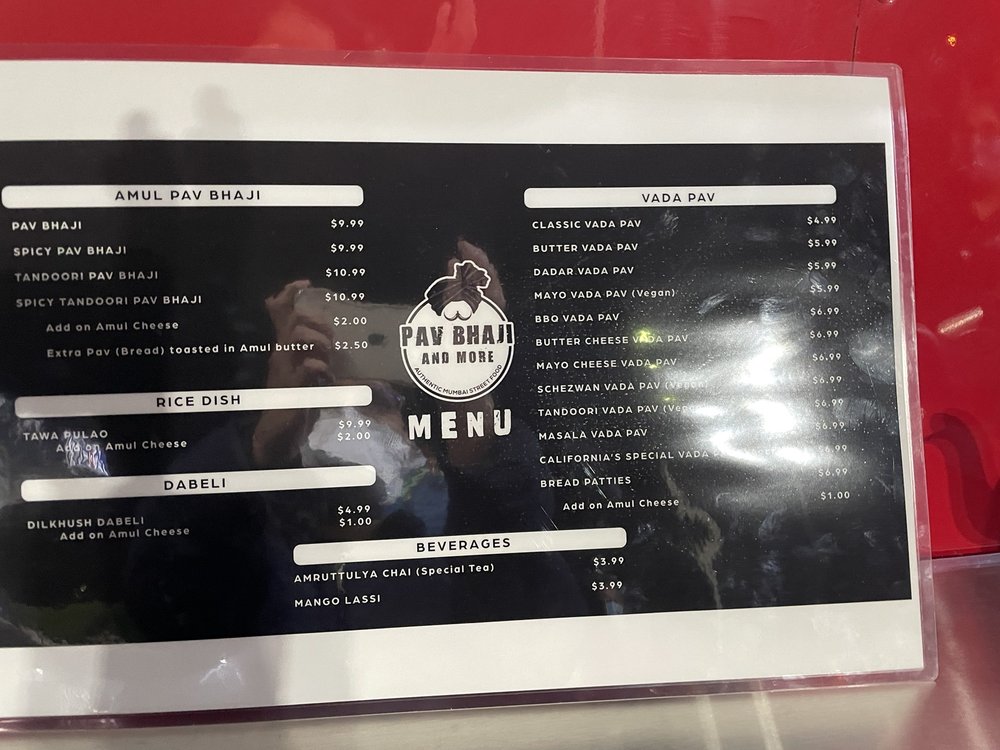 AMUL PAV BHAJI
PAV BHAJI $9.99
SPICY PAV BHAJI $9.99
TANDOORI PAV BHAJI $10.99
SPICY TANDOORI PAV BHAJI $10.99
Add on Amul Cheese $2.00
Extra Pav (Bread) toasted in Amul butter $2.50
RICE DISH
TAWA PULAO $9.99
Add on Amul Cheese $2.00
DABELI
DILKHUSH DABELI $4.99
Add on Amul Cheese $1.00
PAV BHAJI
AND MORE
AUTHENTIC MUMBAI STREET FOOD
MENU
VADA PAV
CLASSIC VADA PAV $4.99
BUTTER VADA PAV $5.99
DADAR VADA PAV $5.99
MAYO VADA PAV (Vegan) $5.99
BBQ VADA PAV $6.99
BUTTER CHEESE VADA PAV $6.99
MAYO CHEESE VADA PAV $6.99
SCHEZWAN VADA PAV (Vegan) $6.99
TANDOORI VADA PAV (Vegan) $6.99
MASALA VADA PAV $6.99
CALIFORNIA'S SPECIAL VADA $6.99
BREAD PATTIES $6.99
Add on Amul Cheese $1.00
BEVERAGES
AMRUTTULYA CHAI (Special Tea) $3.99
MANGO LASSI $3.99